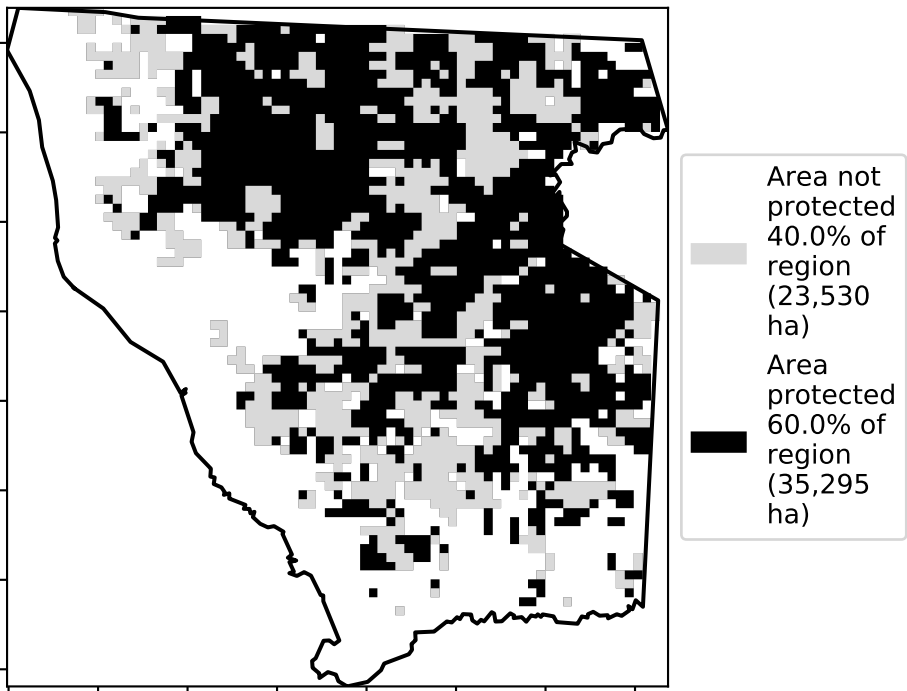 Area not
protected
40.0% of
region
(23,530
ha)
Area
protected
60.0% of
region
(35,295
ha)